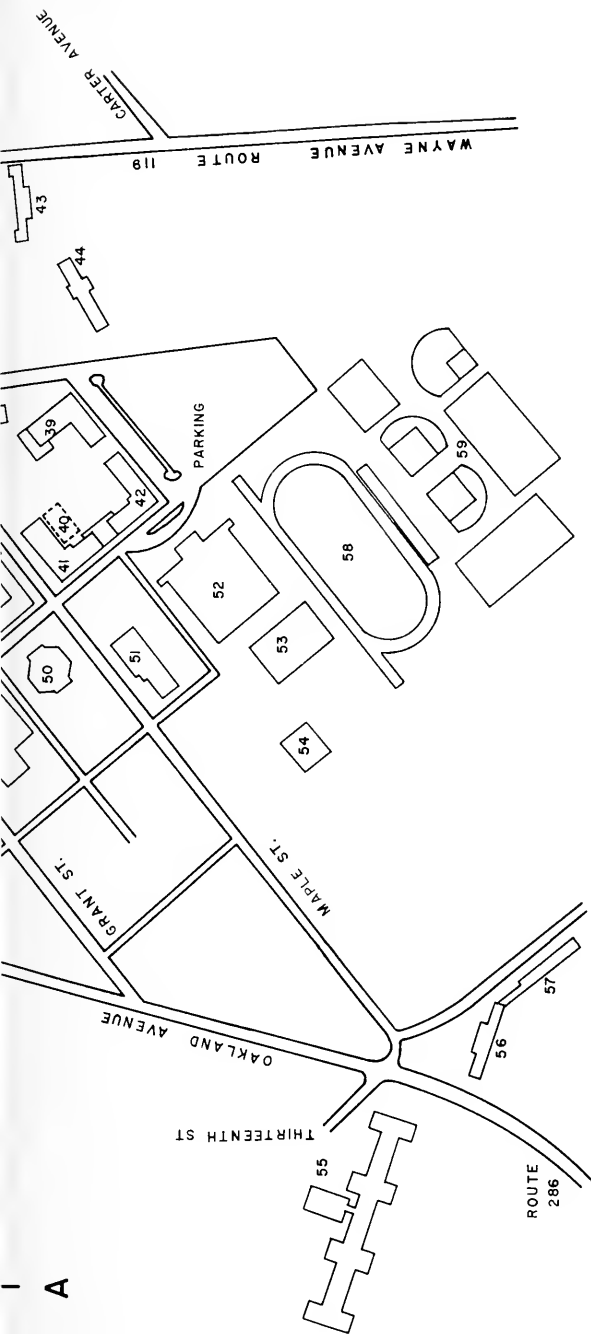 CARTER AVENUE
WAYNE AVENUE ROUTE 119
43
44
39
40
41
42
PARKING
50
51
52
53
54
58
59
GRANT ST.
MAPLE ST.
OAKLAND AVENUE
THIRTEENTH ST
55
56
57
ROUTE
286
I
A